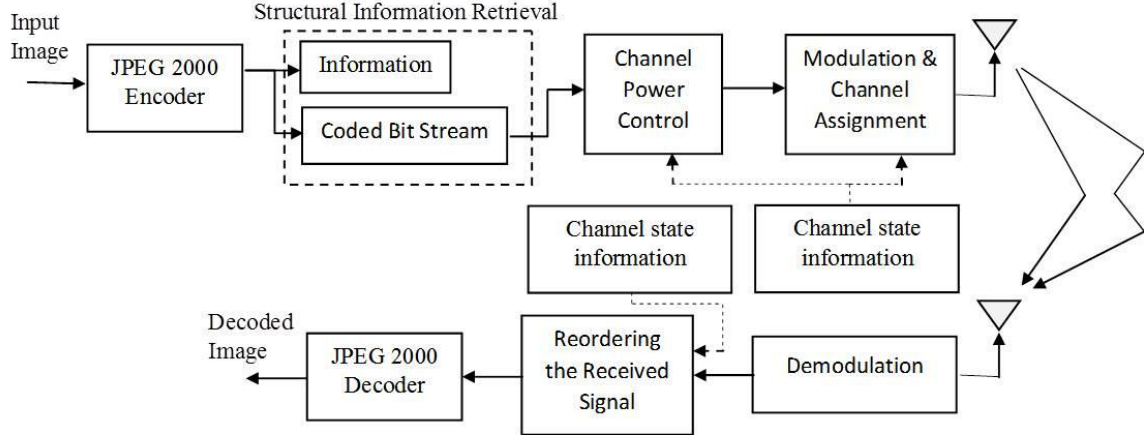 Structural Information Retrieval
Input
Image
JPEG 2000
Encoder
Information
Coded Bit Stream
Channel
Power
Control
Modulation &
Channel
Assignment
Channel state
information
Channel state
information
Decoded
Image
JPEG 2000
Decoder
Reordering
the Received
Signal
Demodulation